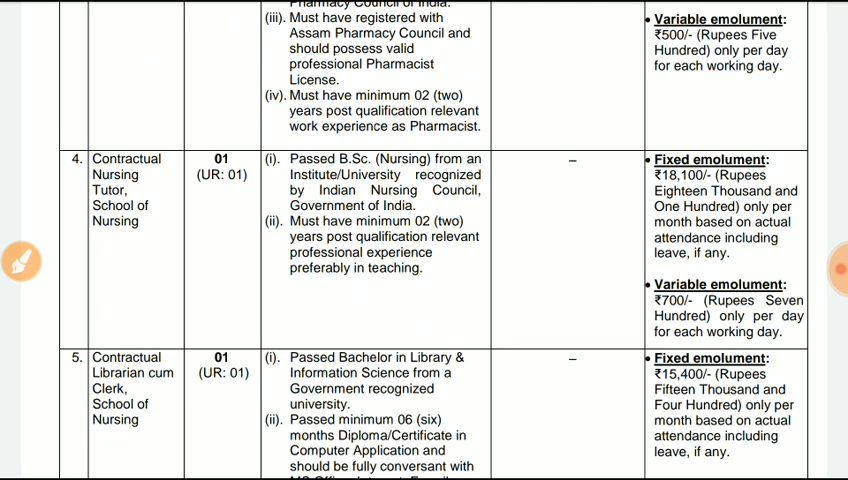 Pharmacy Council of India.
(iii). Must have registered with
Assam Pharmacy Council and
should possess valid
professional Pharmacist
License.
(iv). Must have minimum 02 (two)
years post qualification relevant
work experience as Pharmacist.
• Variable emolument:
₹500/- (Rupees Five
Hundred) only per day
for each working day.
4.
Contractual
Nursing
Tutor,
School of
Nursing
01
(UR: 01)
(i). Passed B.Sc. (Nursing) from an
Institute/University recognized
by Indian Nursing Council,
Government of India.
(ii). Must have minimum 02 (two)
years post qualification relevant
professional experience
preferably in teaching.
–
• Fixed emolument:
₹18,100/- (Rupees
Eighteen Thousand and
One Hundred) only per
month based on actual
attendance including
leave, if any.
• Variable emolument:
₹700/- (Rupees Seven
Hundred) only per day
for each working day.
5.
Contractual
Librarian cum
Clerk,
School of
Nursing
01
(UR: 01)
(i). Passed Bachelor in Library &
Information Science from a
Government recognized
university.
(ii). Passed minimum 06 (six)
months Diploma/Certificate in
Computer Application and
should be fully conversant with
–
• Fixed emolument:
₹15,400/- (Rupees
Fifteen Thousand and
Four Hundred) only per
month based on actual
attendance including
leave, if any.